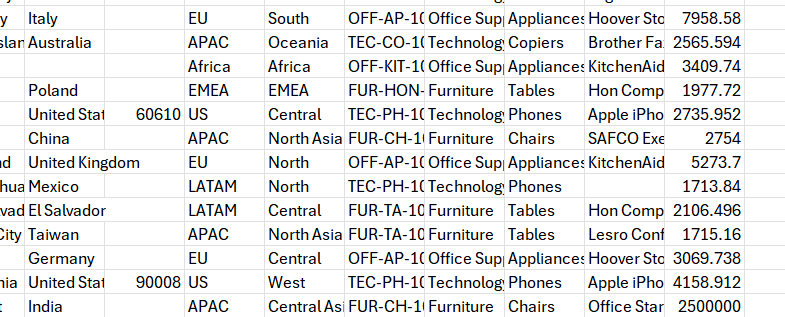 y Italy EU South OFF-AP-10 Office Sup Appliances Hoover Sto 7958.58
slan Australia APAC Oceania TEC-CO-10 Technolog Copiers Brother Fa 2565.594
Africa Africa OFF-KIT-10 Office Sup Appliances KitchenAid 3409.74
Poland EMEA EMEA FUR-HON- Furniture Tables Hon Comp 1977.72
United Stat 60610 US Central TEC-PH-10 Technolog Phones Apple iPho 2735.952
China APAC North Asia FUR-CH-10 Furniture Chairs SAFCO Exe 2754
nd United Kingdom EU North OFF-AP-10 Office Sup Appliances KitchenAid 5273.7
hua Mexico LATAM North TEC-PH-10 Technolog Phones 1713.84
vad El Salvador LATAM Central FUR-TA-10 Furniture Tables Hon Comp 2106.496
City Taiwan APAC North Asia FUR-TA-10 Furniture Tables Lesro Conf 1715.16
Germany EU Central OFF-AP-10 Office Sup Appliances Hoover Sto 3069.738
nia United Stat 90008 US West TEC-PH-10 Technolog Phones Apple iPho 4158.912
t India APAC Central Asi FUR-CH-10 Furniture Chairs Office Star 2500000